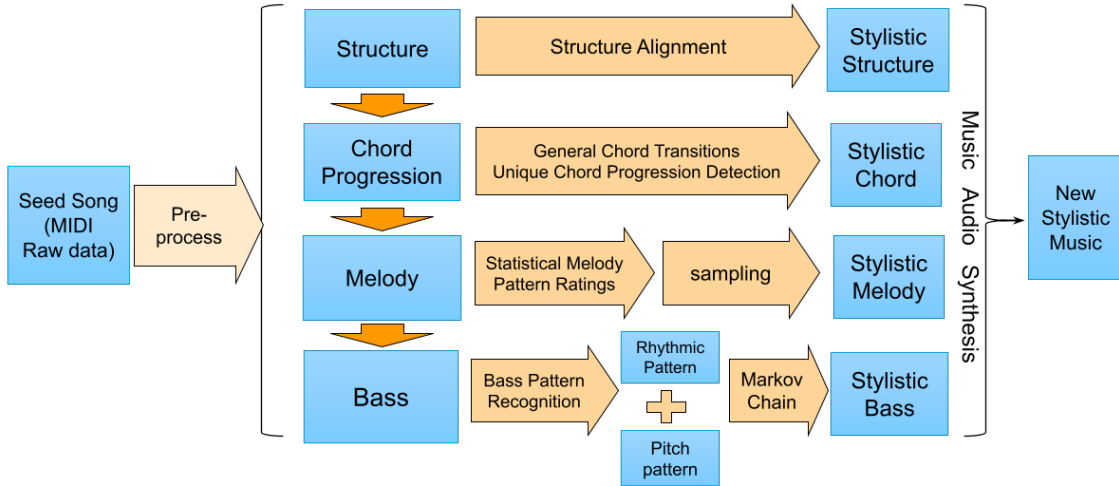 Seed Song
(MIDI
Raw data)
Pre-
process
Structure
Structure Alignment
Stylistic
Structure
Chord
Progression
General Chord Transitions
Unique Chord Progression Detection
Stylistic
Chord
Melody
Statistical Melody
Pattern Ratings
sampling
Stylistic
Melody
Bass
Bass Pattern
Recognition
Rhythmic
Pattern
Pitch
pattern
Markov
Chain
Stylistic
Bass
Music Audio Synthesis
New
Stylistic
Music